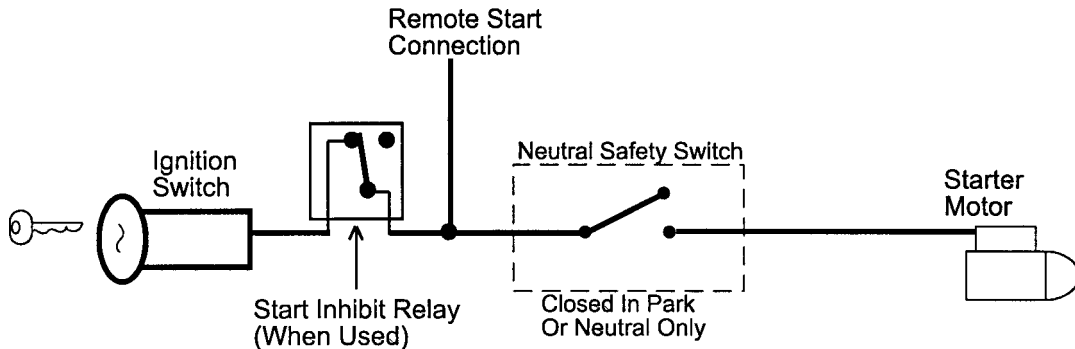 Remote Start
Connection
Ignition
Switch
Neutral Safety Switch
Starter
Motor
Start Inhibit Relay
(When Used)
Closed In Park
Or Neutral Only